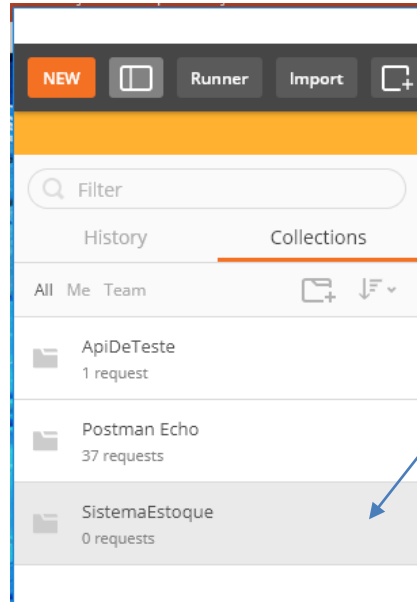 NEW Runner Import
Filter
History Collections
All Me Team
ApiDeTeste
1 request
Postman Echo
37 requests
SistemaEstoque
0 requests